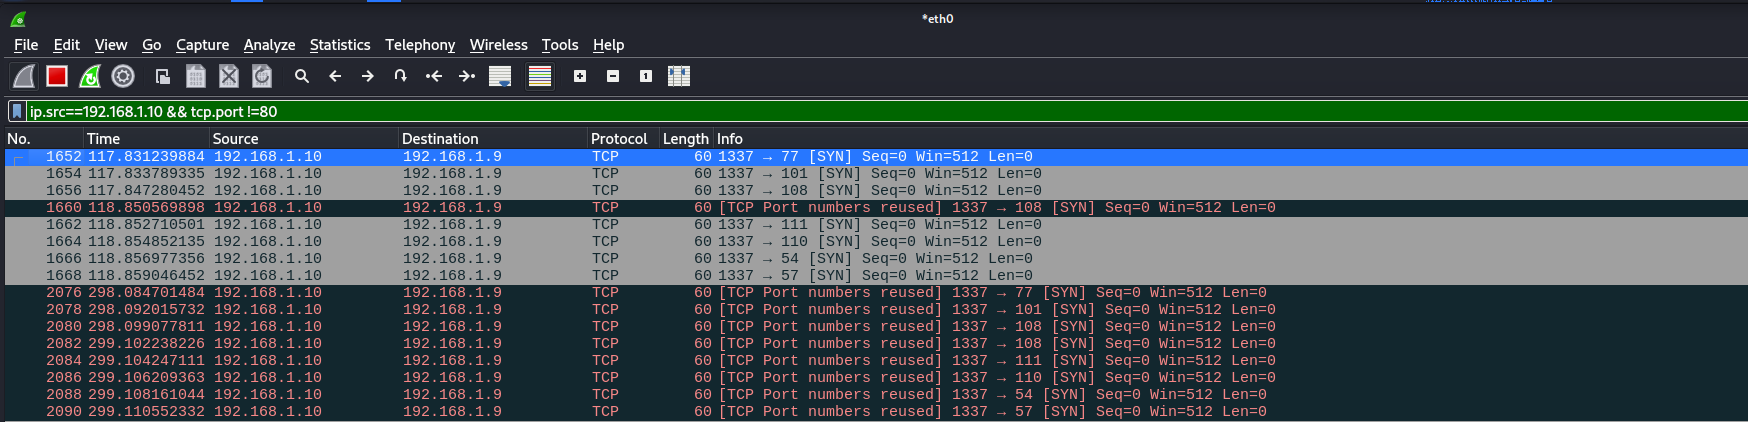 *eth0
File Edit View Go Capture Analyze Statistics Telephony Wireless Tools Help
ip.src==192.168.1.10 && tcp.port !=80
No. Time Source Destination Protocol Length Info
1652 117.831239884 192.168.1.10 192.168.1.9 TCP 60 1337 → 77 [SYN] Seq=0 Win=512 Len=0
1654 117.833789335 192.168.1.10 192.168.1.9 TCP 60 1337 → 101 [SYN] Seq=0 Win=512 Len=0
1656 117.847280452 192.168.1.10 192.168.1.9 TCP 60 1337 → 108 [SYN] Seq=0 Win=512 Len=0
1660 118.850569898 192.168.1.10 192.168.1.9 TCP 60 [TCP Port numbers reused] 1337 → 108 [SYN] Seq=0 Win=512 Len=0
1662 118.852710501 192.168.1.10 192.168.1.9 TCP 60 1337 → 111 [SYN] Seq=0 Win=512 Len=0
1664 118.854852135 192.168.1.10 192.168.1.9 TCP 60 1337 → 110 [SYN] Seq=0 Win=512 Len=0
1666 118.856977356 192.168.1.10 192.168.1.9 TCP 60 1337 → 54 [SYN] Seq=0 Win=512 Len=0
1668 118.859046452 192.168.1.10 192.168.1.9 TCP 60 1337 → 57 [SYN] Seq=0 Win=512 Len=0
2076 298.084701484 192.168.1.10 192.168.1.9 TCP 60 [TCP Port numbers reused] 1337 → 77 [SYN] Seq=0 Win=512 Len=0
2078 298.092015732 192.168.1.10 192.168.1.9 TCP 60 [TCP Port numbers reused] 1337 → 101 [SYN] Seq=0 Win=512 Len=0
2080 298.099077811 192.168.1.10 192.168.1.9 TCP 60 [TCP Port numbers reused] 1337 → 108 [SYN] Seq=0 Win=512 Len=0
2082 299.102238226 192.168.1.10 192.168.1.9 TCP 60 [TCP Port numbers reused] 1337 → 108 [SYN] Seq=0 Win=512 Len=0
2084 299.104247111 192.168.1.10 192.168.1.9 TCP 60 [TCP Port numbers reused] 1337 → 111 [SYN] Seq=0 Win=512 Len=0
2086 299.106209363 192.168.1.10 192.168.1.9 TCP 60 [TCP Port numbers reused] 1337 → 110 [SYN] Seq=0 Win=512 Len=0
2088 299.108161044 192.168.1.10 192.168.1.9 TCP 60 [TCP Port numbers reused] 1337 → 54 [SYN] Seq=0 Win=512 Len=0
2090 299.110552332 192.168.1.10 192.168.1.9 TCP 60 [TCP Port numbers reused] 1337 → 57 [SYN] Seq=0 Win=512 Len=0